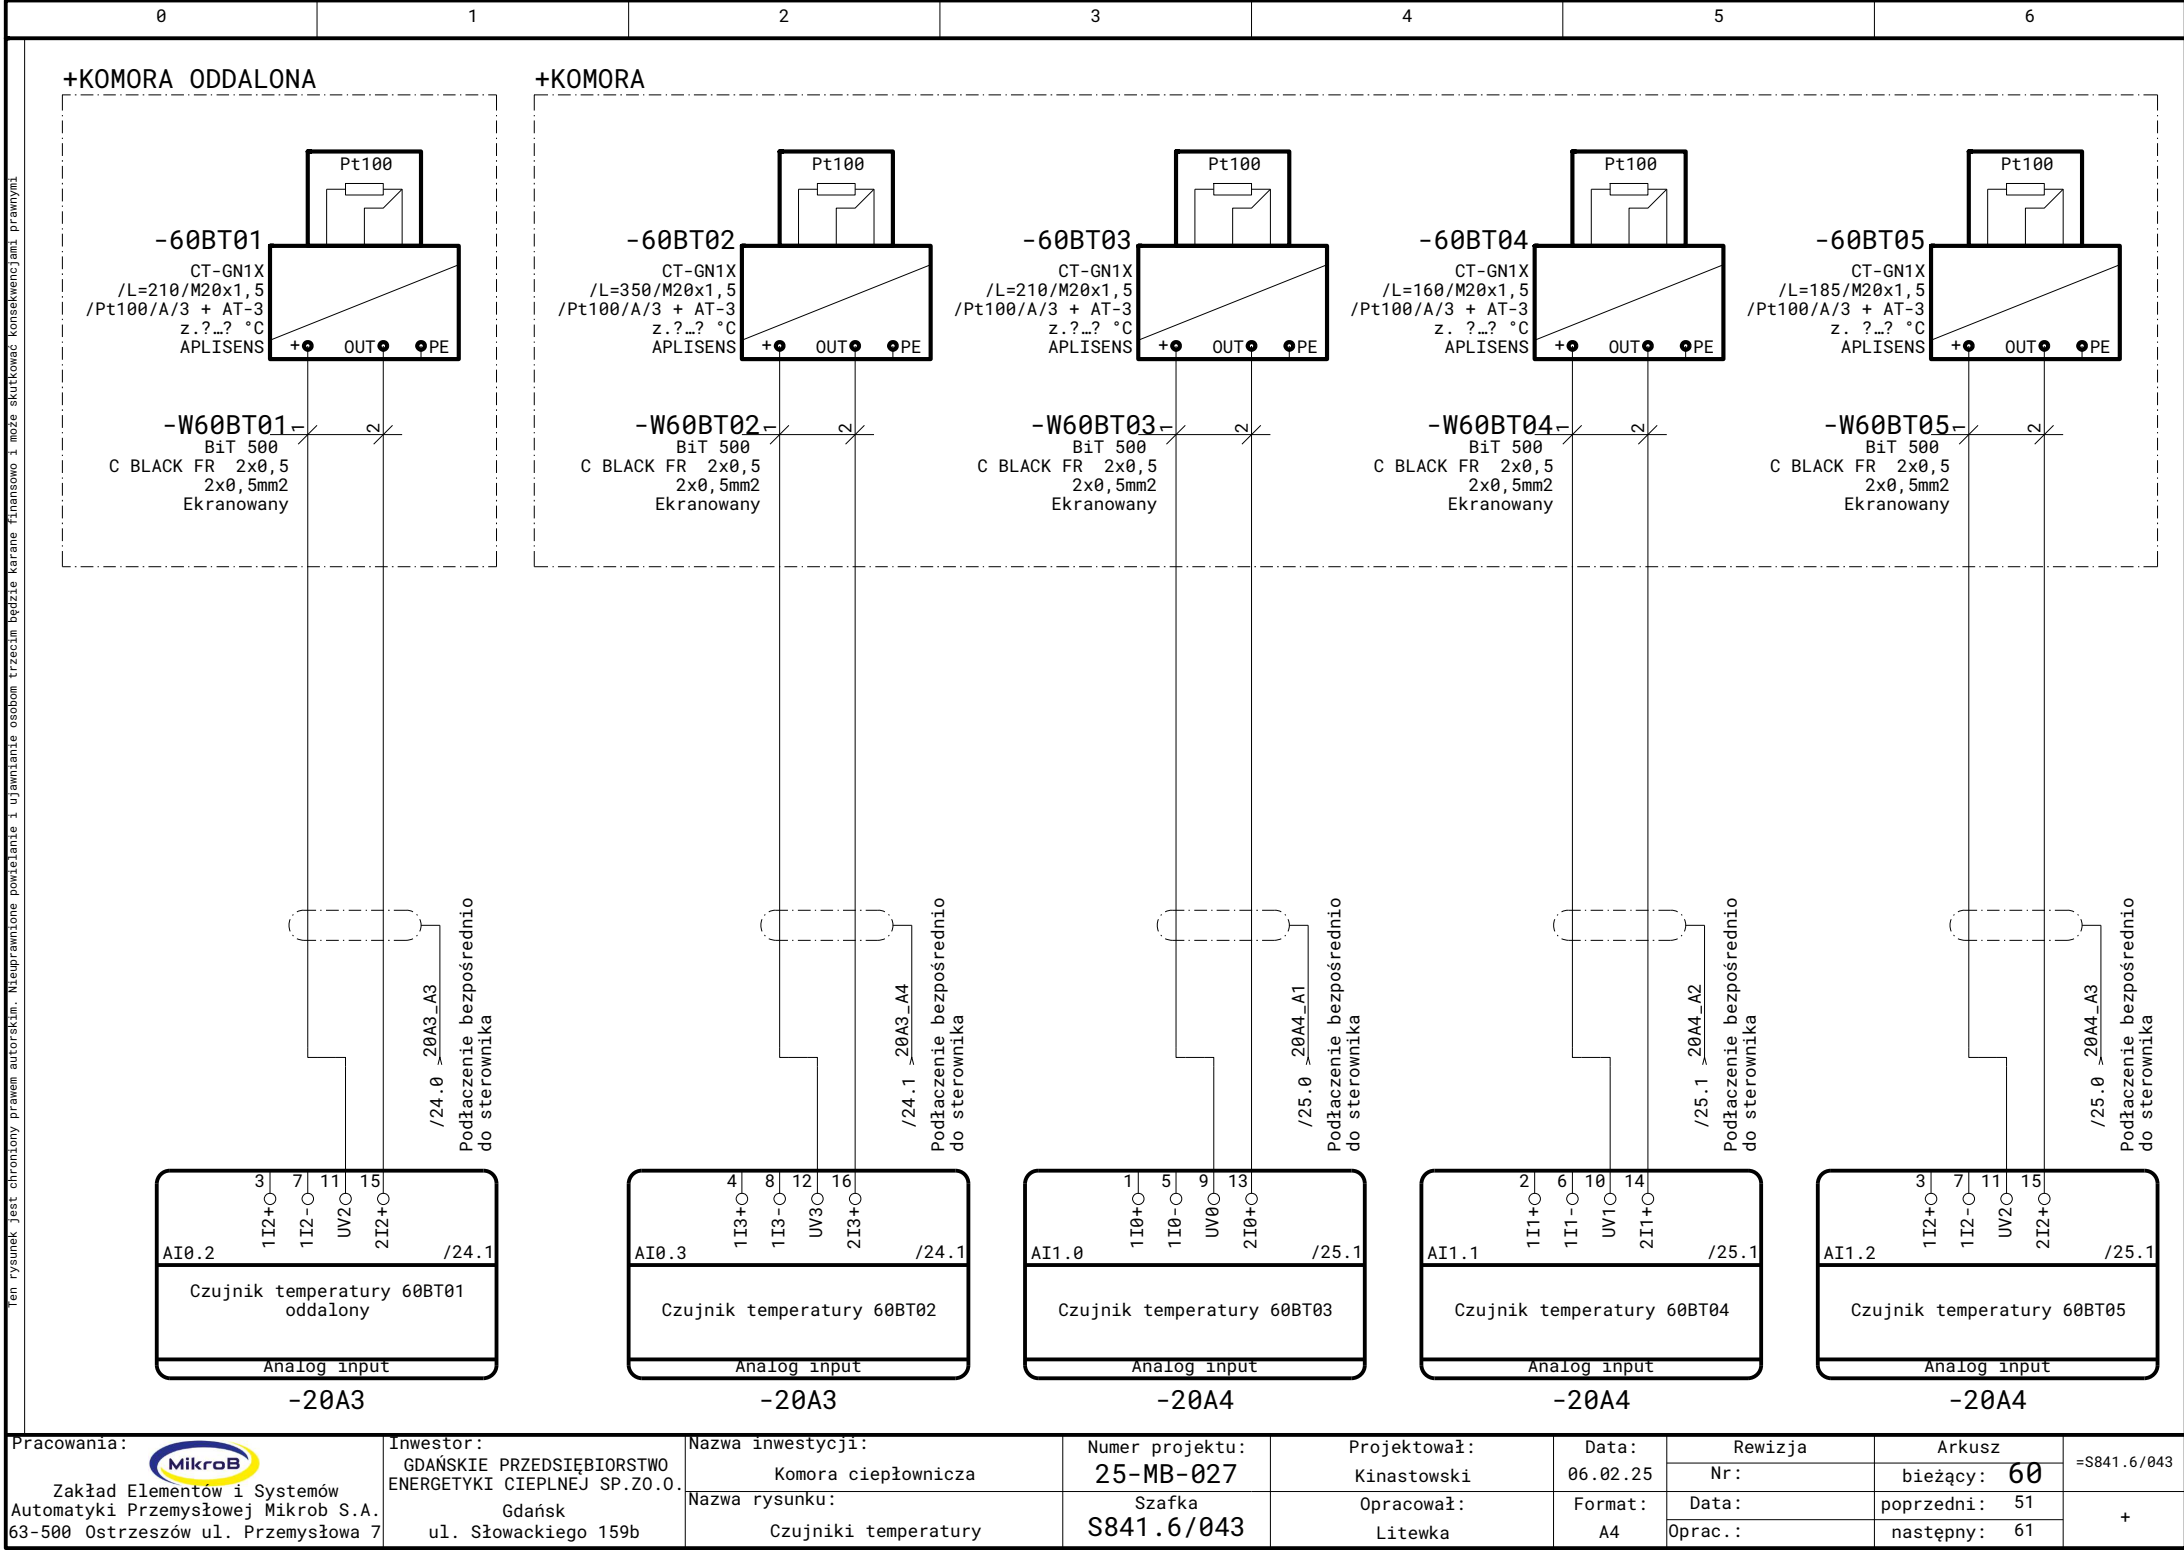 0 1 2 3 4 5 6
+KOMORA ODDALONA
+KOMORA
Pt100
-60BT01
CT-GN1X
/L=210/M20x1,5
/Pt100/A/3 + AT-3
z.?…? °C
APLISENS
+ OUT PE
-W60BT01 1 2
BiT 500
C BLACK FR 2x0,5
2x0,5mm2
Ekranowany
Pt100
-60BT02
CT-GN1X
/L=350/M20x1,5
/Pt100/A/3 + AT-3
z.?…? °C
APLISENS
+ OUT PE
-W60BT02 1 2
BiT 500
C BLACK FR 2x0,5
2x0,5mm2
Ekranowany
Pt100
-60BT03
CT-GN1X
/L=210/M20x1,5
/Pt100/A/3 + AT-3
z.?…? °C
APLISENS
+ OUT PE
-W60BT03 1 2
BiT 500
C BLACK FR 2x0,5
2x0,5mm2
Ekranowany
Pt100
-60BT04
CT-GN1X
/L=160/M20x1,5
/Pt100/A/3 + AT-3
z. ?…? °C
APLISENS
+ OUT PE
-W60BT04 1 2
BiT 500
C BLACK FR 2x0,5
2x0,5mm2
Ekranowany
Pt100
-60BT05
CT-GN1X
/L=185/M20x1,5
/Pt100/A/3 + AT-3
z. ?…? °C
APLISENS
+ OUT PE
-W60BT05 1 2
BiT 500
C BLACK FR 2x0,5
2x0,5mm2
Ekranowany
/24.0 20A3_A3
Podłaczenie bezpośrednio
do sterownika
/24.1 20A3_A4
Podłaczenie bezpośrednio
do sterownika
/25.0 20A4_A1
Podłaczenie bezpośrednio
do sterownika
/25.1 20A4_A2
Podłaczenie bezpośrednio
do sterownika
/25.0 20A4_A3
Podłaczenie bezpośrednio
do sterownika
3 7 11 15
1I2+ 1I2- UV2 2I2+
AI0.2 /24.1
Czujnik temperatury 60BT01
oddalony
Analog input
-20A3
4 8 12 16
1I3+ 1I3- UV3 2I3+
AI0.3 /24.1
Czujnik temperatury 60BT02
Analog input
-20A3
1 5 9 13
1I0+ 1I0- UV0 2I0+
AI1.0 /25.1
Czujnik temperatury 60BT03
Analog input
-20A4
2 6 10 14
1I1+ 1I1- UV1 2I1+
AI1.1 /25.1
Czujnik temperatury 60BT04
Analog input
-20A4
3 7 11 15
1I2+ 1I2- UV2 2I2+
AI1.2 /25.1
Czujnik temperatury 60BT05
Analog input
-20A4
Ten rysunek jest chroniony prawem autorskim. Nieuprawnione powielanie i ujawnianie osobom trzecim będzie karane finansowo i może skutkować konsekwencjami prawnymi
Pracowania:
MikroB
Zakład Elementów i Systemów
Automatyki Przemysłowej Mikrob S.A.
63-500 Ostrzeszów ul. Przemysłowa 7
Inwestor:
GDAŃSKIE PRZEDSIĘBIORSTWO
ENERGETYKI CIEPLNEJ SP.ZO.O.
Gdańsk
ul. Słowackiego 159b
Nazwa inwestycji:
Komora ciepłownicza
Nazwa rysunku:
Czujniki temperatury
Numer projektu:
25-MB-027
Szafka
S841.6/043
Projektował:
Kinastowski
Opracował:
Litewka
Data:
06.02.25
Format:
A4
Rewizja
Nr:
Data:
Oprac.:
Arkusz
bieżący: 60
poprzedni: 51
następny: 61
=S841.6/043
+